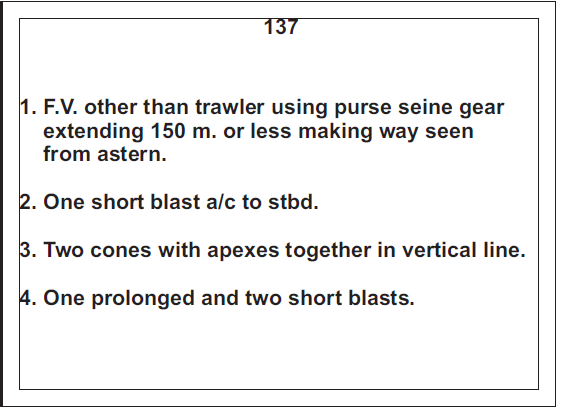 137
1. F.V. other than trawler using purse seine gear
extending 150 m. or less making way seen
from astern.
2. One short blast a/c to stbd.
3. Two cones with apexes together in vertical line.
4. One prolonged and two short blasts.